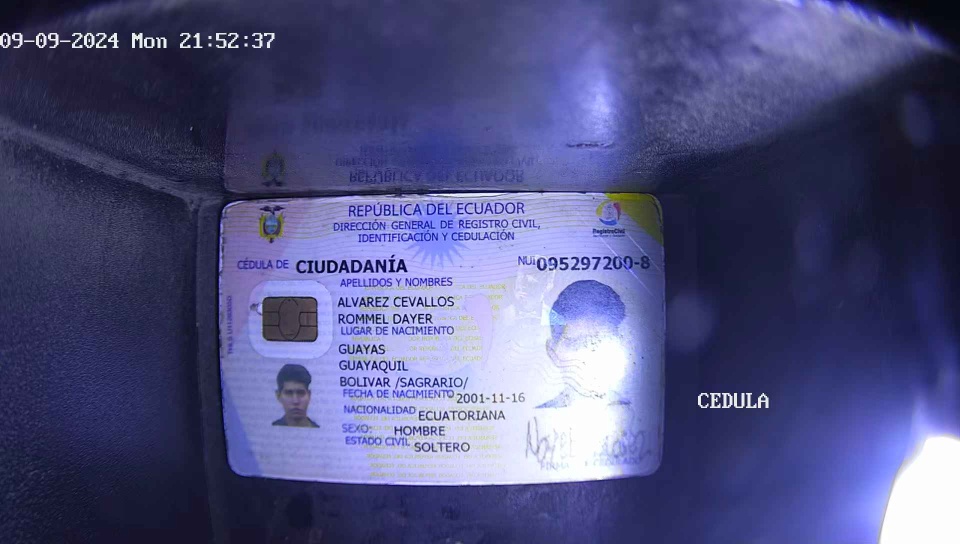 09-09-2024 Mon 21:52:37
REPÚBLICA DEL ECUADOR
DIRECCIÓN GENERAL DE REGISTRO CIVIL,
IDENTIFICACIÓN Y CEDULACIÓN
RegistroCivil
CÉDULA DE CIUDADANÍA
NUI 095297200-8
APELLIDOS Y NOMBRES
ALVAREZ CEVALLOS
ROMMEL DAYER
LUGAR DE NACIMIENTO
GUAYAS
GUAYAQUIL
BOLIVAR /SAGRARIO/
FECHA DE NACIMIENTO 2001-11-16
NACIONALIDAD ECUATORIANA
SEXO: HOMBRE
ESTADO CIVIL SOLTERO
CEDULA